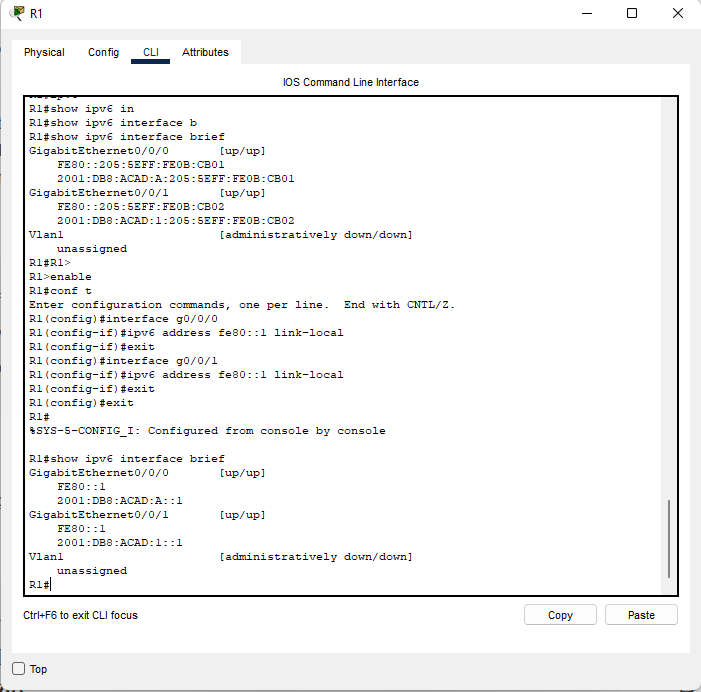 R1
Physical Config CLI Attributes
IOS Command Line Interface
R1#show ipv6 in
R1#show ipv6 interface b
R1#show ipv6 interface brief
GigabitEthernet0/0/0 [up/up]
FE80::205:5EFF:FE0B:CB01
2001:DB8:ACAD:A:205:5EFF:FE0B:CB01
GigabitEthernet0/0/1 [up/up]
FE80::205:5EFF:FE0B:CB02
2001:DB8:ACAD:1:205:5EFF:FE0B:CB02
Vlan1 [administratively down/down]
unassigned
R1#R1>
R1>enable
R1#conf t
Enter configuration commands, one per line. End with CNTL/Z.
R1(config)#interface g0/0/0
R1(config-if)#ipv6 address fe80::1 link-local
R1(config-if)#exit
R1(config)#interface g0/0/1
R1(config-if)#ipv6 address fe80::1 link-local
R1(config-if)#exit
R1(config)#exit
R1#
%SYS-5-CONFIG_I: Configured from console by console
R1#show ipv6 interface brief
GigabitEthernet0/0/0 [up/up]
FE80::1
2001:DB8:ACAD:A::1
GigabitEthernet0/0/1 [up/up]
FE80::1
2001:DB8:ACAD:1::1
Vlan1 [administratively down/down]
unassigned
R1#
Ctrl+F6 to exit CLI focus
Copy Paste
Top